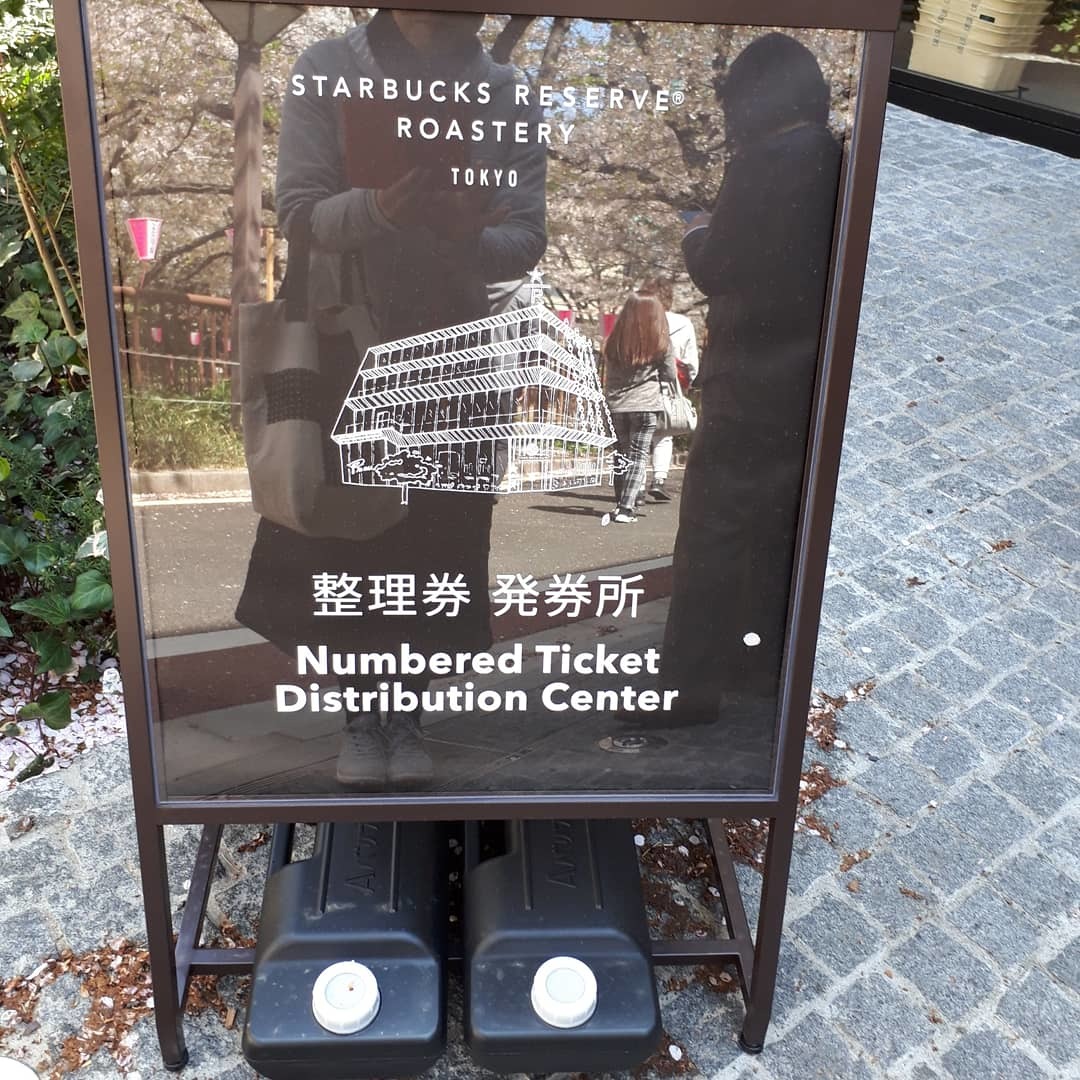 STARBUCKS RESERVE®
ROASTERY
TOKYO
R
整理券 発券所
Numbered Ticket
Distribution Center